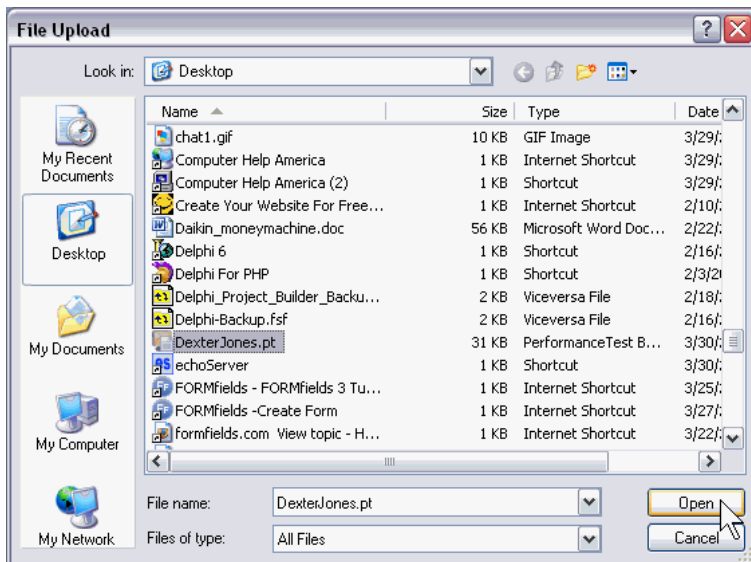 File Upload
Look in: Desktop
Name Size Type Date
chat1.gif 10 KB GIF Image 3/29/
Computer Help America 1 KB Internet Shortcut 3/29/
Computer Help America (2) 1 KB Shortcut 3/29/
Create Your Website For Free... 1 KB Internet Shortcut 2/10/
Daikin_moneymachine.doc 56 KB Microsoft Word Doc... 2/22/
Delphi 6 1 KB Shortcut 2/16/
Delphi For PHP 1 KB Shortcut 2/3/2
Delphi_Project_Builder_Backu... 2 KB Viceversa File 2/18/
Delphi-Backup.fsf 2 KB Viceversa File 2/16/
DexterJones.pt 31 KB PerformanceTest B... 3/30/
echoServer 1 KB Shortcut 3/30/
FORMfields - FORMfields 3 Tu... 1 KB Internet Shortcut 3/25/
FORMfields -Create Form 1 KB Internet Shortcut 3/27/
formfields.com View topic - H... 1 KB Internet Shortcut 3/22/
My Recent
Documents
Desktop
My Documents
My Computer
My Network
File name: DexterJones.pt Open
Files of type: All Files Cancel